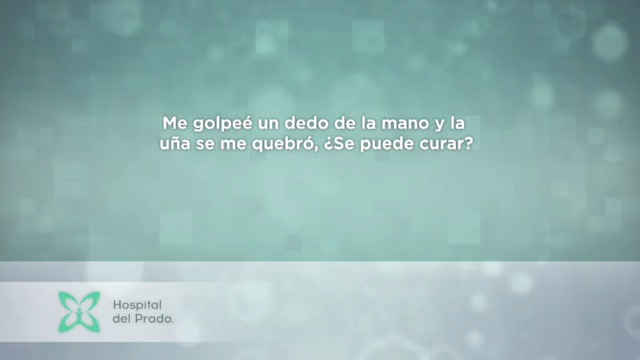 Me golpeé un dedo de la mano y la
uña se me quebró, ¿Se puede curar?
Hospital
del Prado.